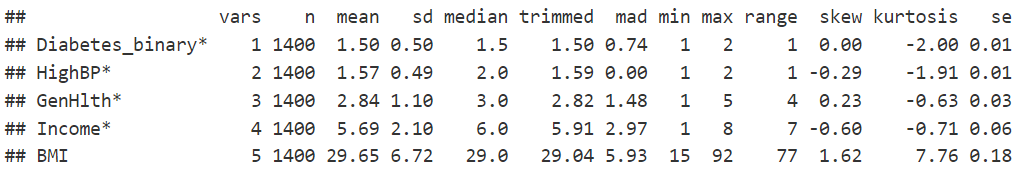 ##                  vars    n  mean   sd median trimmed  mad min max range  skew kurtosis   se
## Diabetes_binary*    1 1400  1.50 0.50    1.5    1.50 0.74   1   2     1  0.00    -2.00 0.01
## HighBP*             2 1400  1.57 0.49    2.0    1.59 0.00   1   2     1 -0.29    -1.91 0.01
## GenHlth*            3 1400  2.84 1.10    3.0    2.82 1.48   1   5     4  0.23    -0.63 0.03
## Income*             4 1400  5.69 2.10    6.0    5.91 2.97   1   8     7 -0.60    -0.71 0.06
## BMI                 5 1400 29.65 6.72   29.0   29.04 5.93  15  92    77  1.62     7.76 0.18